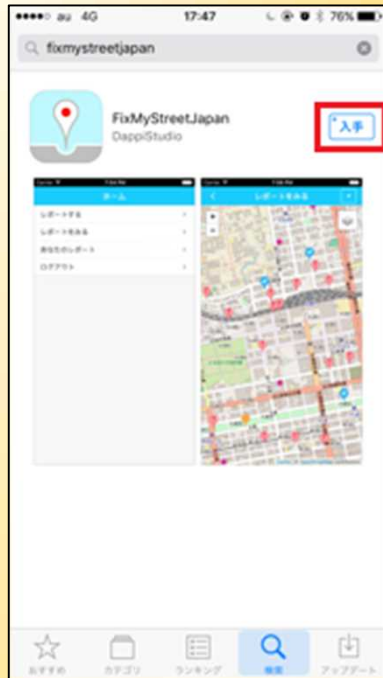 au 4G 17:47 76%
fixmystreetjapan
FixMyStreetJapan
DappiStudio
入手
ホーム
レポートする
レポートをみる
あなたのレポート
ログアウト
レポートをみる
おすすめ
カテゴリ
ランキング
検索
アップデート